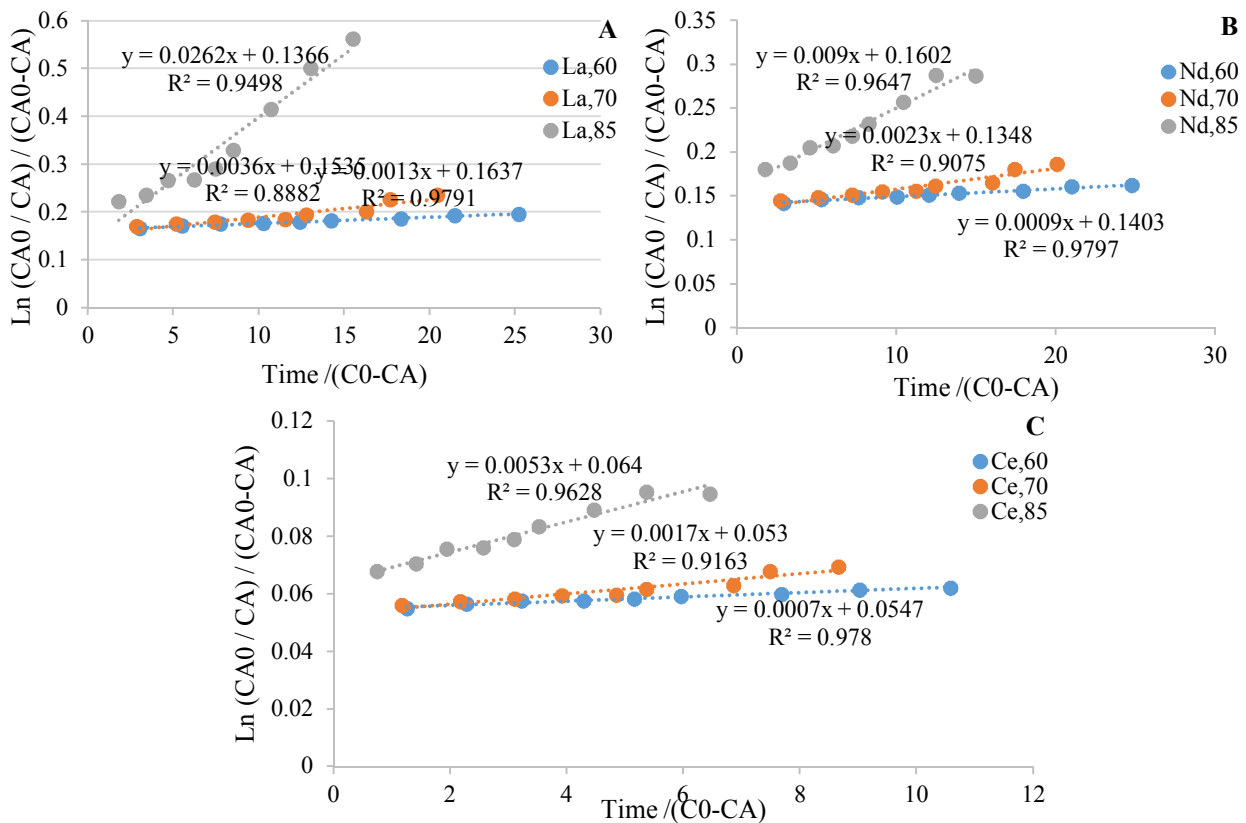 A
Ln (CA0 / CA) / (CA0-CA)
0.6
0.5
0.4
0.3
0.2
0.1
0
y = 0.0262x + 0.1366
R² = 0.9498
y = 0.0036x + 0.1535
R² = 0.8882
y = 0.0013x + 0.1637
R² = 0.9791
La,60
La,70
La,85
0 5 10 15 20 25 30
Time /(C0-CA)
B
Ln (CA0 / CA) / (CA0-CA)
0.35
0.3
0.25
0.2
0.15
0.1
0.05
0
y = 0.009x + 0.1602
R² = 0.9647
y = 0.0023x + 0.1348
R² = 0.9075
y = 0.0009x + 0.1403
R² = 0.9797
Nd,60
Nd,70
Nd,85
0 10 20 30
Time /(C0-CA)
C
Ln (CA0 / CA) / (CA0-CA)
0.12
0.1
0.08
0.06
0.04
0.02
0
y = 0.0053x + 0.064
R² = 0.9628
y = 0.0017x + 0.053
R² = 0.9163
y = 0.0007x + 0.0547
R² = 0.978
Ce,60
Ce,70
Ce,85
0 2 4 6 8 10 12
Time /(C0-CA)